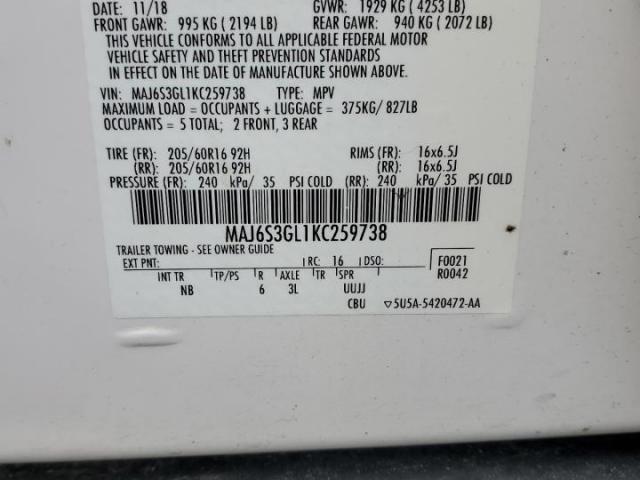 DATE: 11/18 GVWR: 1929 KG ( 4253 LB)
FRONT GAWR: 995 KG ( 2194 LB) REAR GAWR: 940 KG ( 2072 LB)
THIS VEHICLE CONFORMS TO ALL APPLICABLE FEDERAL MOTOR
VEHICLE SAFETY AND THEFT PREVENTION STANDARDS
IN EFFECT ON THE DATE OF MANUFACTURE SHOWN ABOVE.
VIN: MAJ6S3GL1KC259738 TYPE: MPV
MAXIMUM LOAD = OCCUPANTS + LUGGAGE = 375KG/ 827LB
OCCUPANTS = 5 TOTAL; 2 FRONT, 3 REAR
TIRE (FR): 205/60R16 92H RIMS (FR): 16x6.5J
(RR): 205/60R16 92H (RR): 16x6.5J
PRESSURE (FR): 240 kPa/ 35 PSI COLD (RR): 240 kPa/ 35 PSI COLD
MAJ6S3GL1KC259738
TRAILER TOWING - SEE OWNER GUIDE
EXT PNT: RC: 16 DSO: F0021
INT TR TP/PS R AXLE TR SPR R0042
NB 6 3L UUJJ
CBU ▽5U5A-5420472-AA